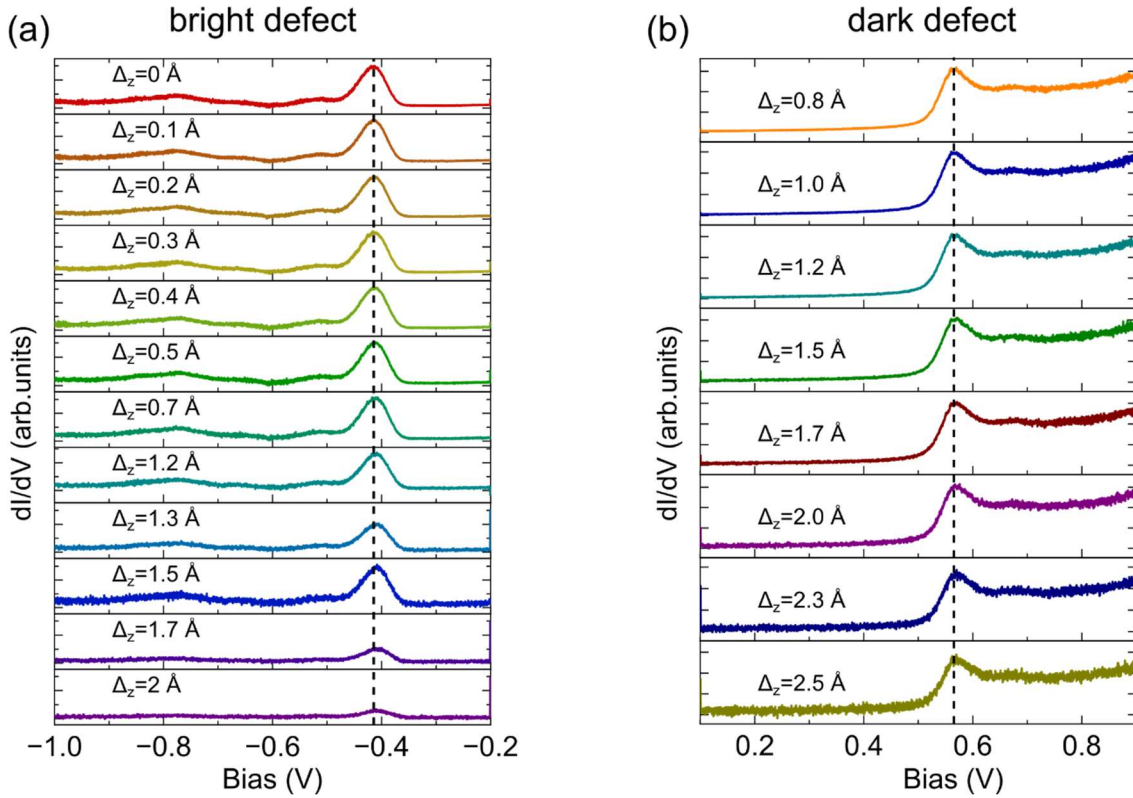 (a)
bright defect
Δz=0 Å
Δz=0.1 Å
Δz=0.2 Å
Δz=0.3 Å
Δz=0.4 Å
Δz=0.5 Å
Δz=0.7 Å
Δz=1.2 Å
Δz=1.3 Å
Δz=1.5 Å
Δz=1.7 Å
Δz=2 Å
dI/dV (arb.units)
−1.0 −0.8 −0.6 −0.4 −0.2
Bias (V)
(b)
dark defect
Δz=0.8 Å
Δz=1.0 Å
Δz=1.2 Å
Δz=1.5 Å
Δz=1.7 Å
Δz=2.0 Å
Δz=2.3 Å
Δz=2.5 Å
dI/dV (arb.units)
0.2 0.4 0.6 0.8
Bias (V)